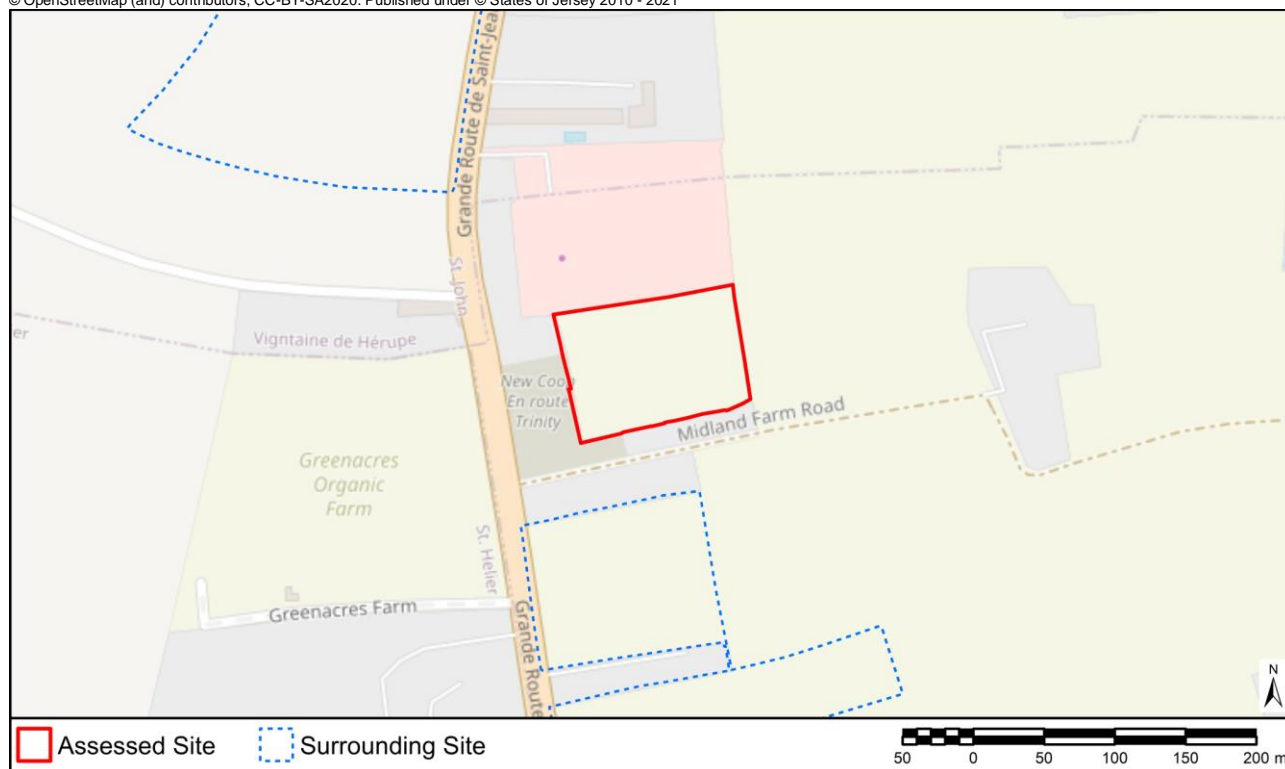 © OpenStreetMap (and) contributors, CC-BY-SA2020. Published under © States of Jersey 2010 - 2021
Grande Route de Saint-Jea
St. John
Vigntaine de Hérupe
er
New Coop
En route
Trinity
Midland Farm Road
Greenacres
Organic
Farm
St. Helier
Greenacres Farm
Grande Route
N
Assessed Site
Surrounding Site
50 0 50 100 150 200 m